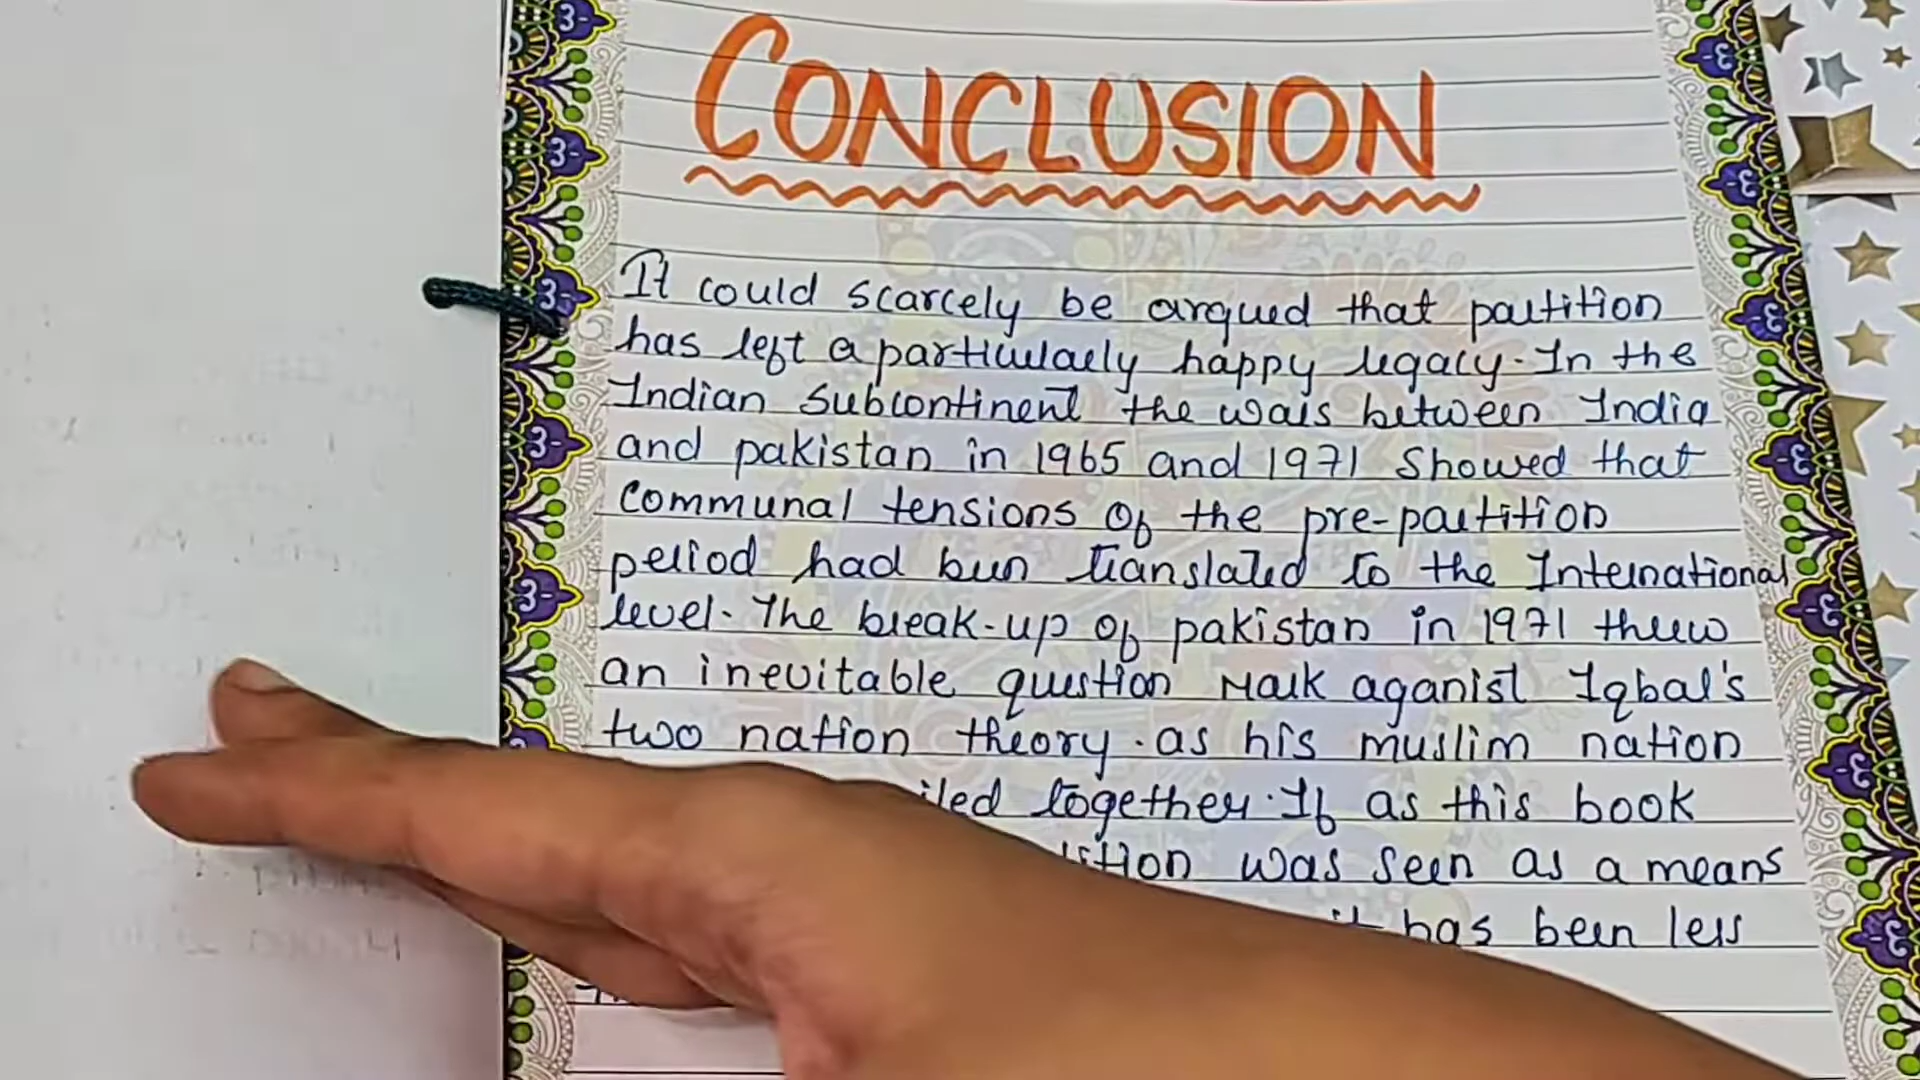 CONCLUSION
It could scarcely be argued that partition
has left a particularly happy legacy. In the
Indian Subcontinent the wars between India
and pakistan in 1965 and 1971 Showed that
Communal tensions of the pre-partition
period had been translated to the International
level. The break-up of pakistan in 1971 threw
an inevitable question Mark aganist Iqbal's
two nation theory. as his muslim nation
together. If as this book
was seen as a means
has been less